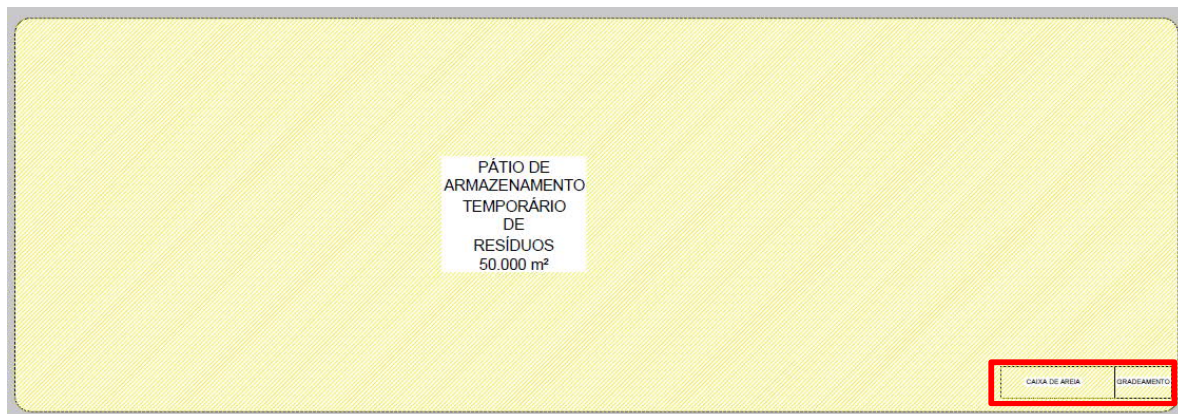 PÁTIO DE
ARMAZENAMENTO
TEMPORÁRIO
DE
RESÍDUOS
50.000 m²
CAIXA DE AREIA
GRADEAMENTO